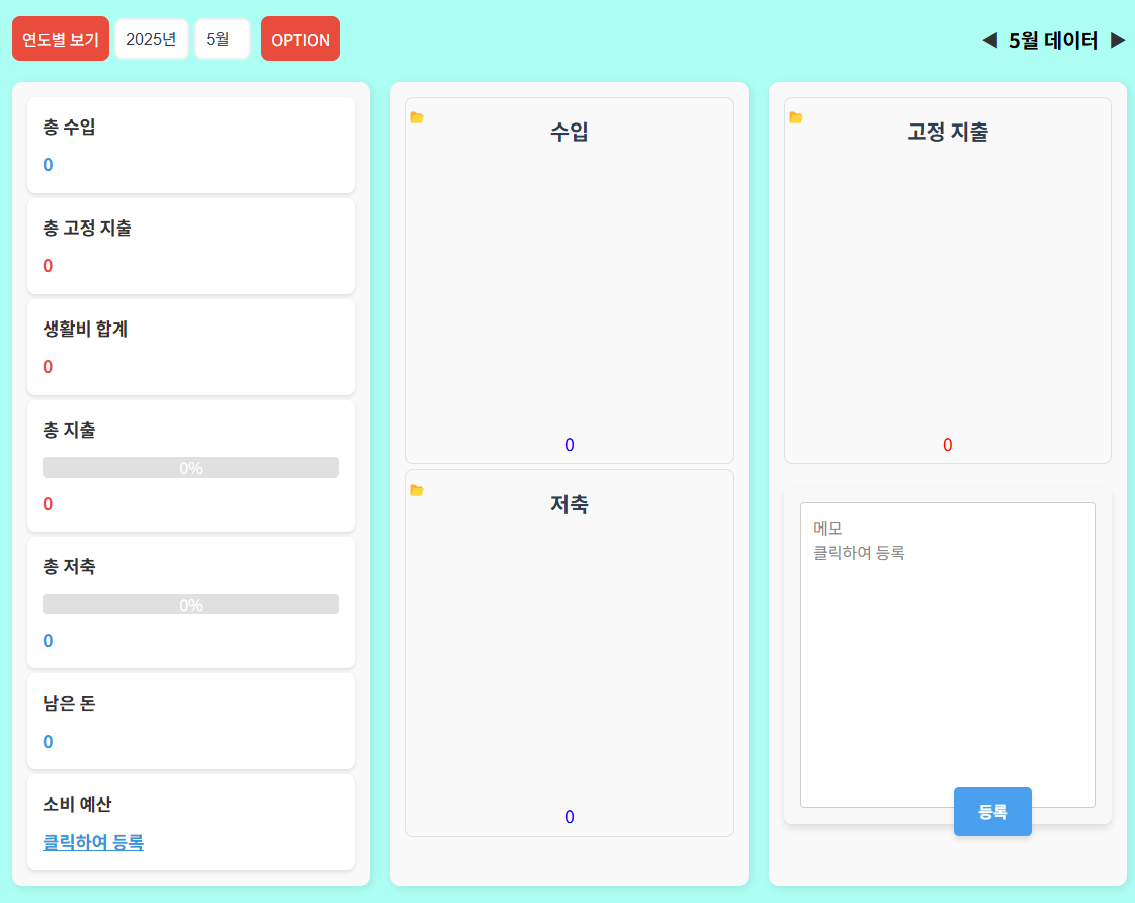 연도별 보기 2025년 5월 OPTION ◀ 5월 데이터 ▶
총 수입
0
총 고정 지출
0
생활비 합계
0
총 지출
0%
0
총 저축
0%
0
남은 돈
0
소비 예산
클릭하여 등록
수입
0
저축
0
고정 지출
0
메모
클릭하여 등록
등록